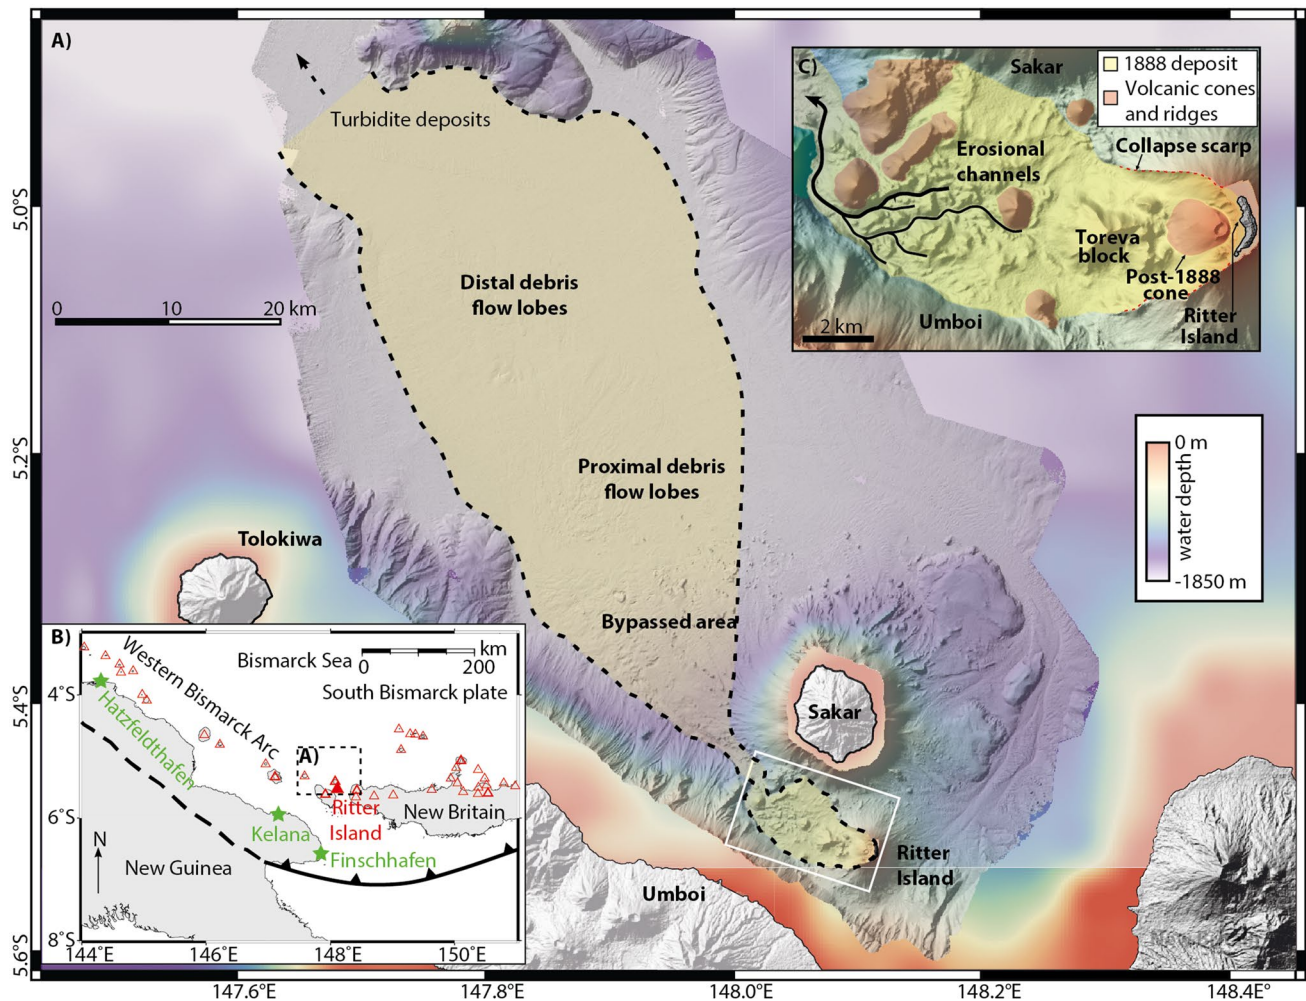 A)
Turbidite deposits
Distal debris
flow lobes
0 10 20 km
Proximal debris
flow lobes
Bypassed area
Tolokiwa
Sakar
Ritter
Island
Umboi
5.0°S
5.2°S
5.4°S
5.6°S
147.6°E
147.8°E
148.0°E
148.2°E
148.4E°
C)
Sakar
1888 deposit
Volcanic cones
and ridges
Erosional
channels
Collapse scarp
Toreva
block
Post-1888
cone
Ritter
Island
Umboi
2 km
0 m
water depth
-1850 m
B)
Western Bismarck Arc
Bismarck Sea
0 200
km
South Bismarck plate
Hatzfeldthafen
A)
Ritter
Island
New Britain
Kelana
Finschhafen
N
New Guinea
4°S
6°S
8°S
144°E
146°E
148°E
150°E